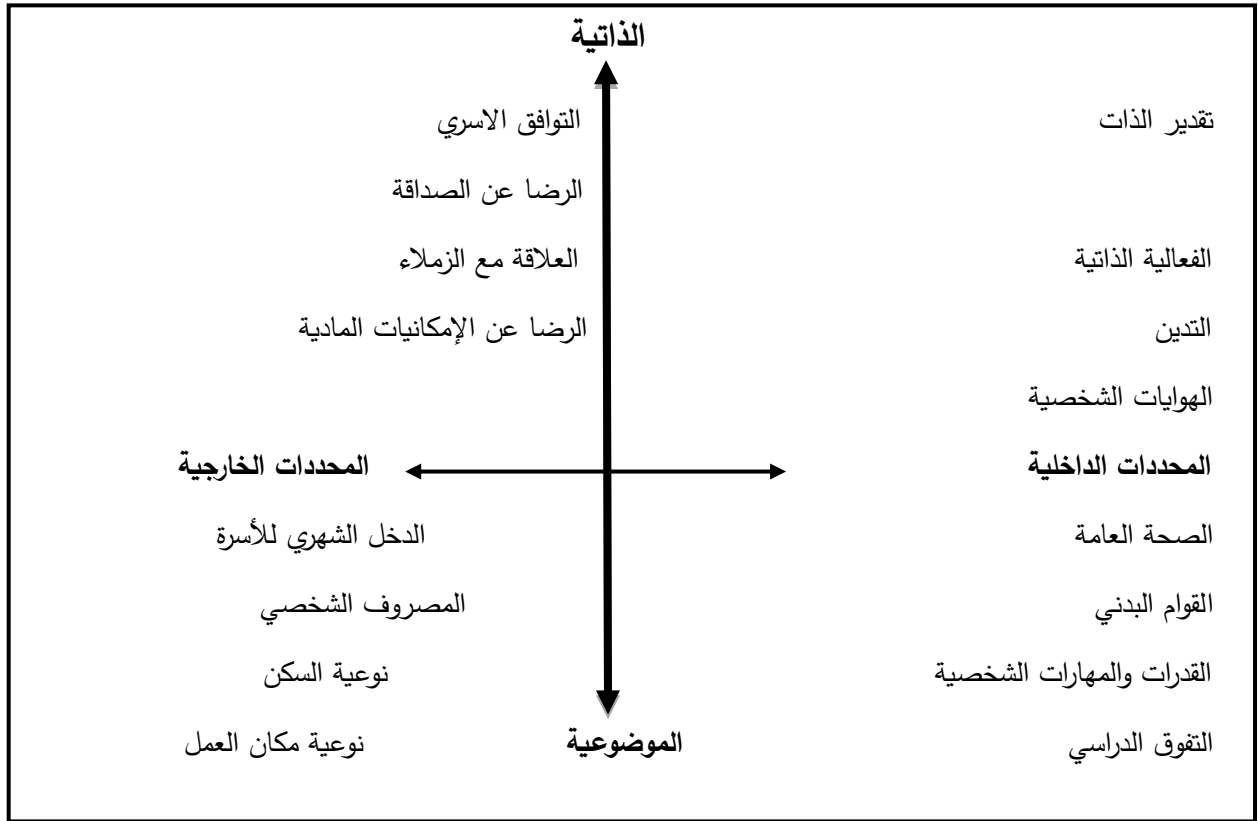 الذاتية
تقدير الذات
التوافق الاسري
الرضا عن الصداقة
الفعالية الذاتية
العلاقة مع الزملاء
التدين
الرضا عن الإمكانيات المادية
الهوايات الشخصية
المحددات الداخلية
المحددات الخارجية
الصحة العامة
الدخل الشهري للأسرة
القوام البدني
المصروف الشخصي
القدرات والمهارات الشخصية
نوعية السكن
التفوق الدراسي
الموضوعية
نوعية مكان العمل